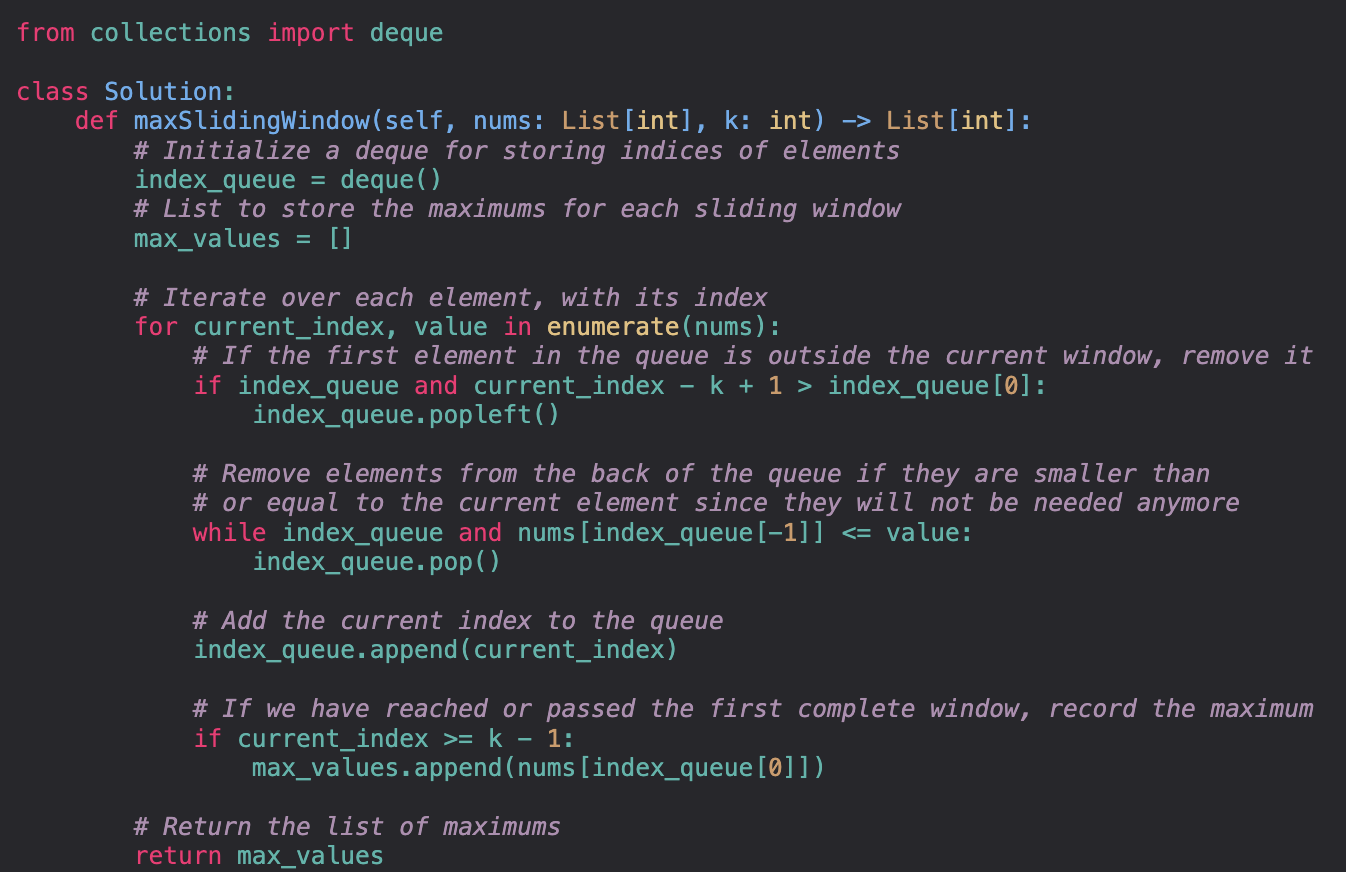 from collections import deque

class Solution:
    def maxSlidingWindow(self, nums: List[int], k: int) -> List[int]:
        # Initialize a deque for storing indices of elements
        index_queue = deque()
        # List to store the maximums for each sliding window
        max_values = []

        # Iterate over each element, with its index
        for current_index, value in enumerate(nums):
            # If the first element in the queue is outside the current window, remove it
            if index_queue and current_index - k + 1 > index_queue[0]:
                index_queue.popleft()

            # Remove elements from the back of the queue if they are smaller than
            # or equal to the current element since they will not be needed anymore
            while index_queue and nums[index_queue[-1]] <= value:
                index_queue.pop()

            # Add the current index to the queue
            index_queue.append(current_index)

            # If we have reached or passed the first complete window, record the maximum
            if current_index >= k - 1:
                max_values.append(nums[index_queue[0]])

        # Return the list of maximums
        return max_values